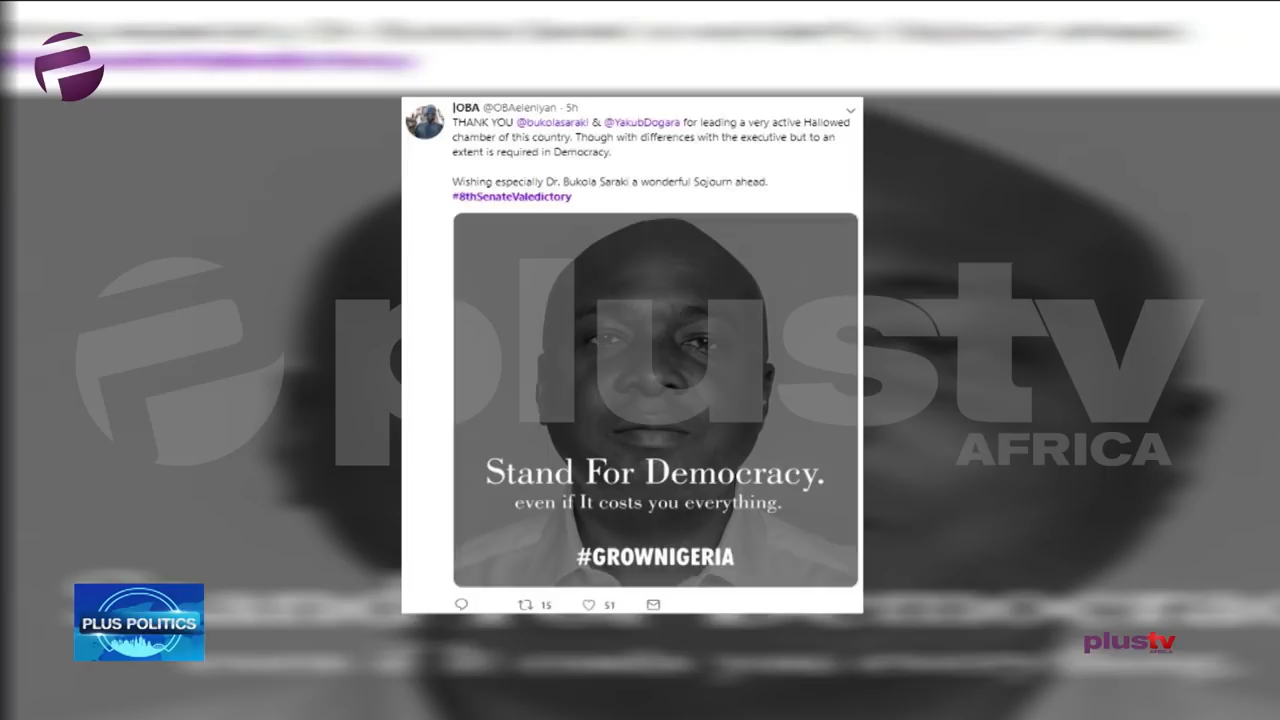 |OBA @OBAeleniyan · 5h
THANK YOU @bukolasaraki & @YakubDogara for leading a very active Hallowed
chamber of this country. Though with differences with the executive but to an
extent is required in Democracy.
Wishing especially Dr. Bukola Saraki a wonderful Sojourn ahead.
#8thSenateValedictory
plustv
AFRICA
Stand For Democracy.
even if It costs you everything.
#GROWNIGERIA
15 51
PLUS POLITICS
plustv
AFRICA